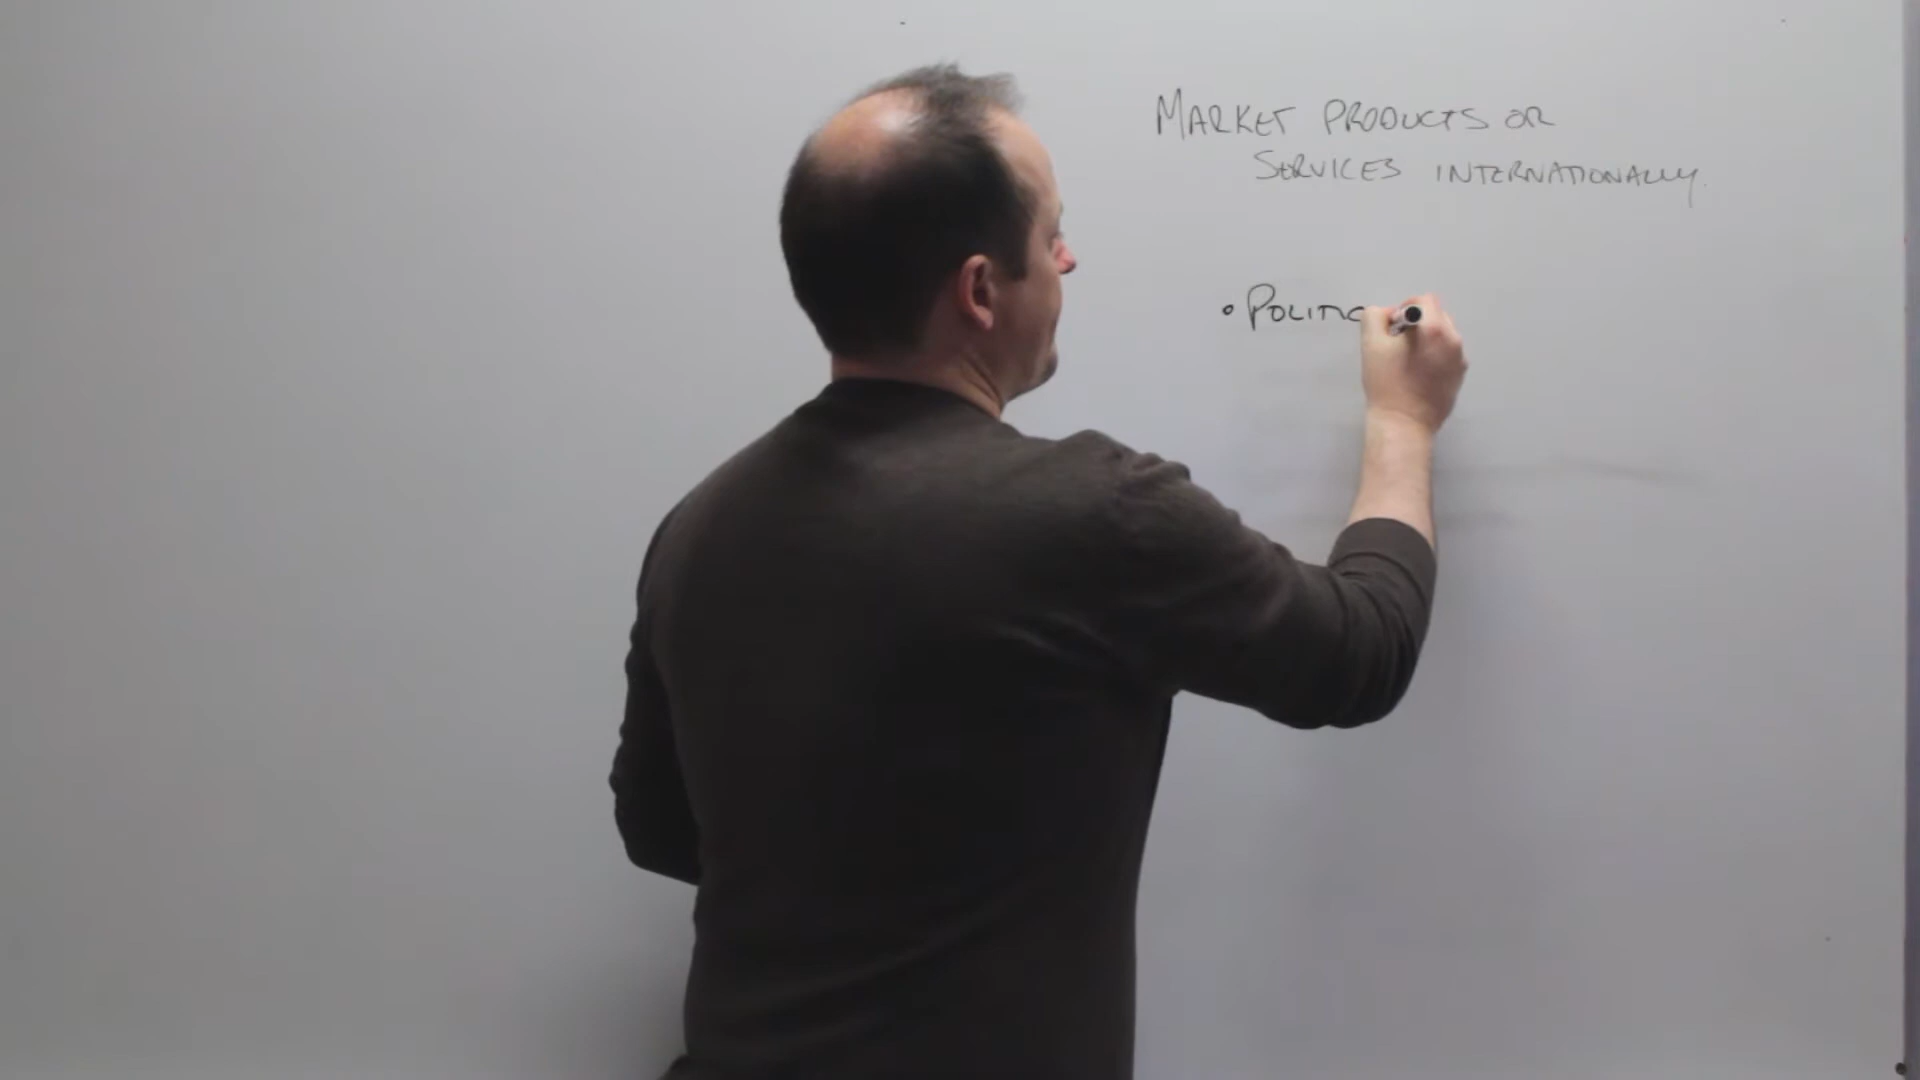 MARKET PRODUCTS OR
SERVICES INTERNATIONALLY.
• POLITIC